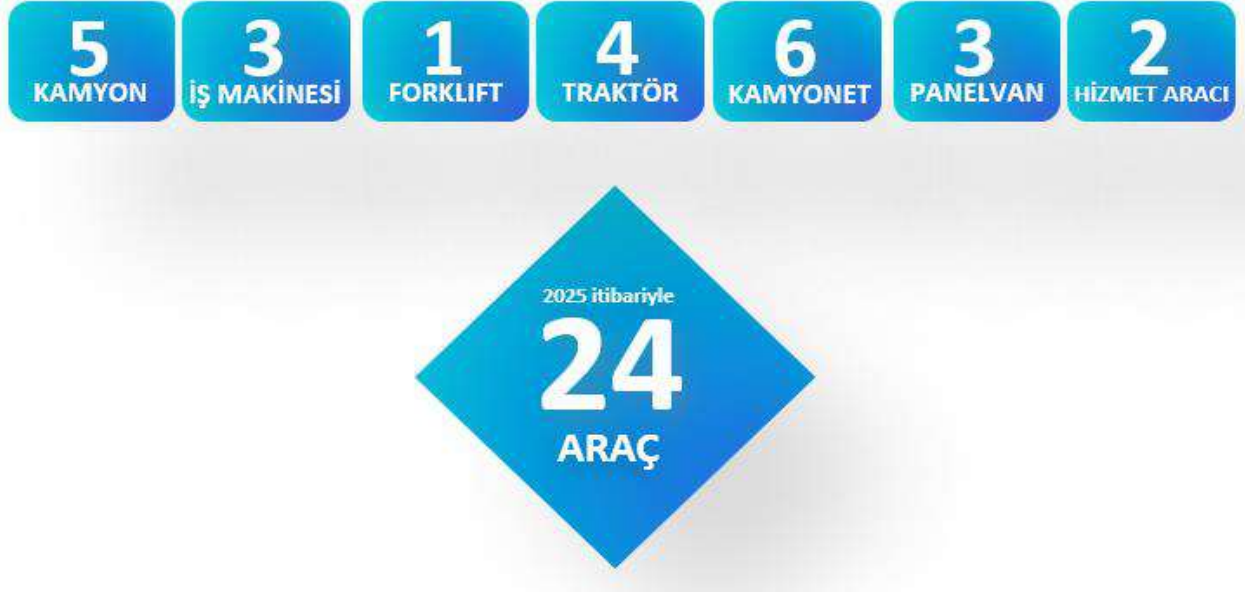 5
KAMYON
3
İŞ MAKİNESİ
1
FORKLIFT
4
TRAKTÖR
6
KAMYONET
3
PANELVAN
2
HİZMET ARACI
2025 itibariyle
24
ARAÇ